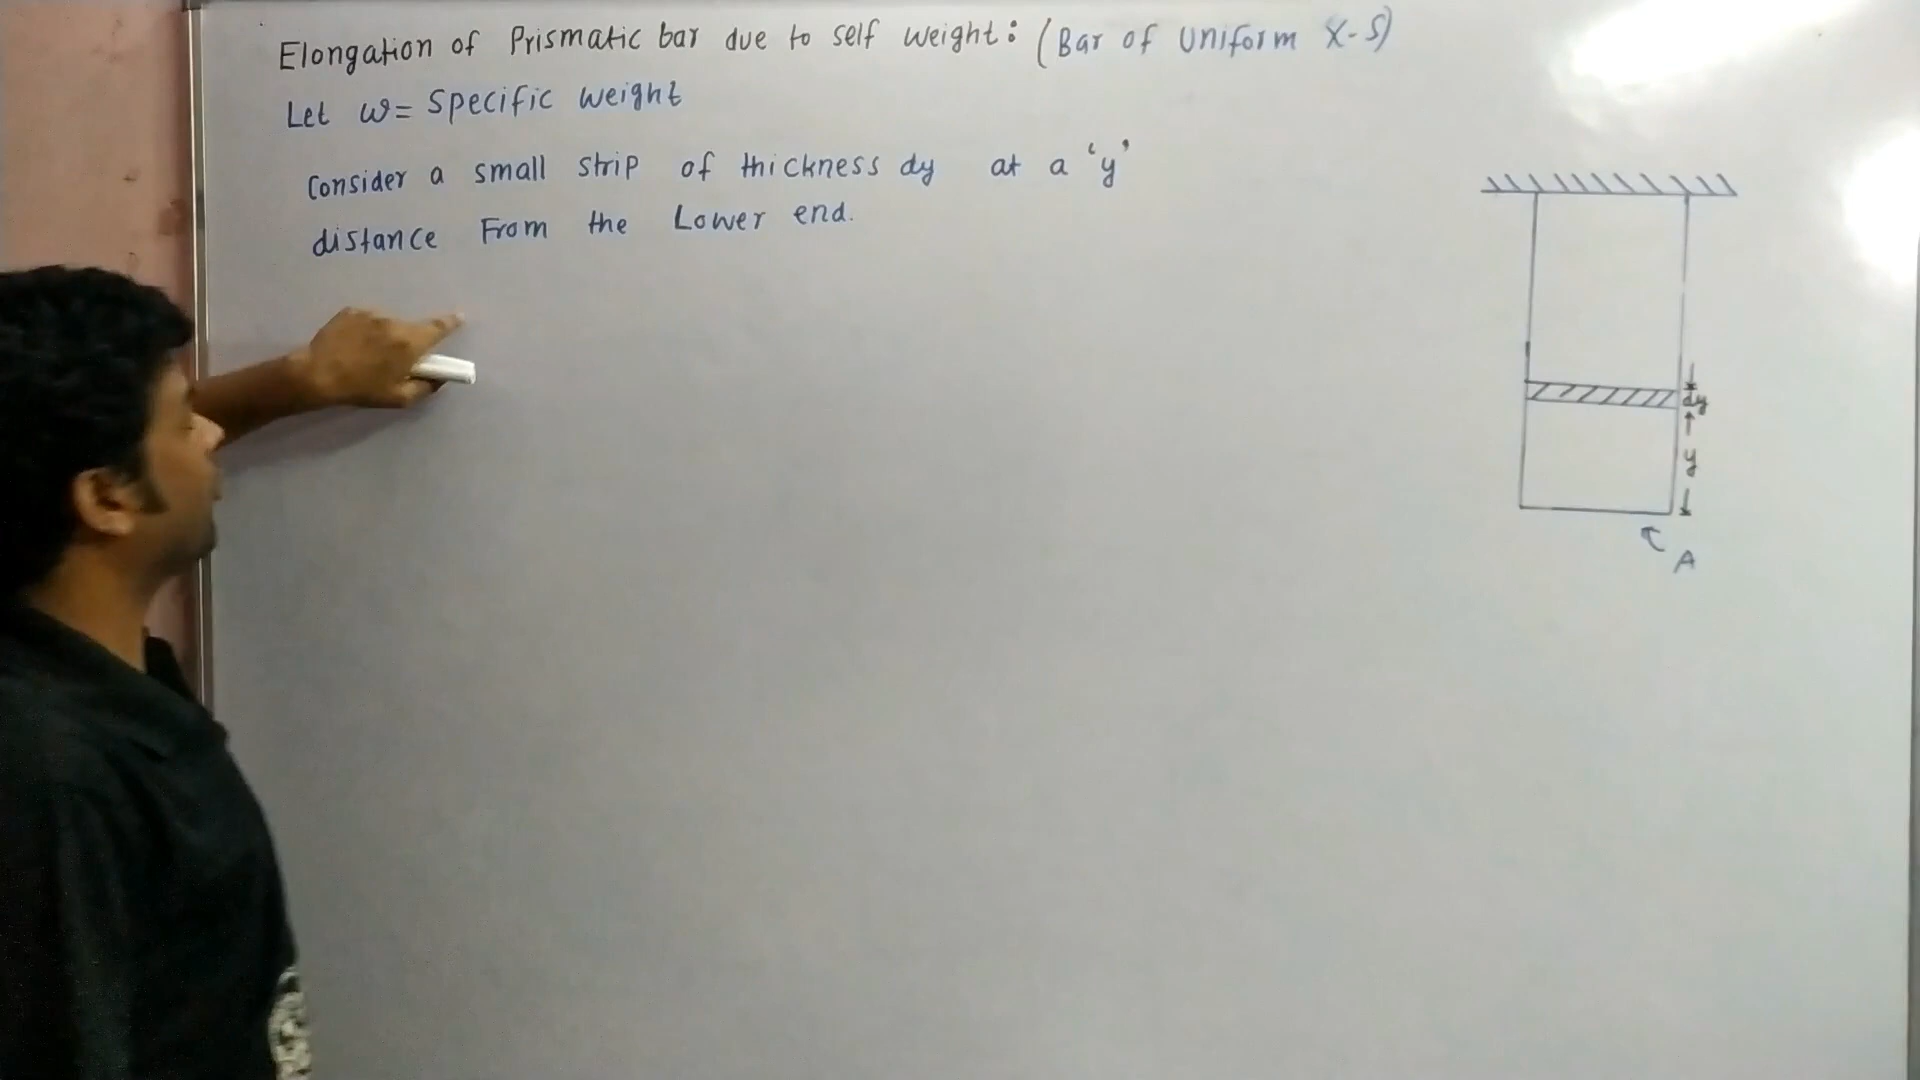 Elongation of Prismatic bar due to self weight: (Bar of Uniform X-S)
Let w= Specific weight
Consider a small strip of thickness dy at a 'y'
distance From the Lower end.
dy
y
A